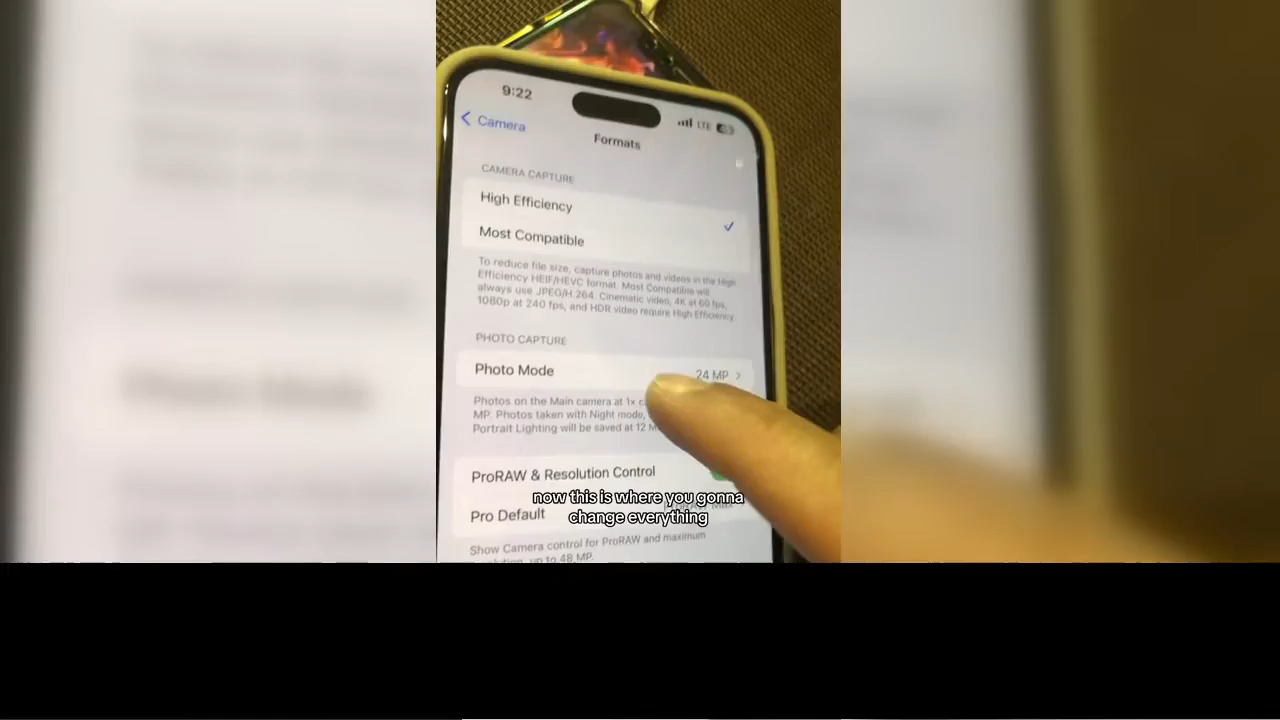 9:22
LTE
Camera
Formats
CAMERA CAPTURE
High Efficiency
Most Compatible
To reduce file size, capture photos and videos in the High
Efficiency HEIF/HEVC format. Most Compatible will
always use JPEG/H.264. Cinematic video, 4K at 60 fps,
1080p at 240 fps, and HDR video require High Efficiency.
PHOTO CAPTURE
Photo Mode
24 MP
Photos on the Main camera at 1x
MP. Photos taken with Night mode,
Portrait Lighting will be saved at 12
ProRAW & Resolution Control
now this is where you gonna
change everything
Pro Default
Max
Show Camera control for ProRAW and maximum
up to 48 MP.